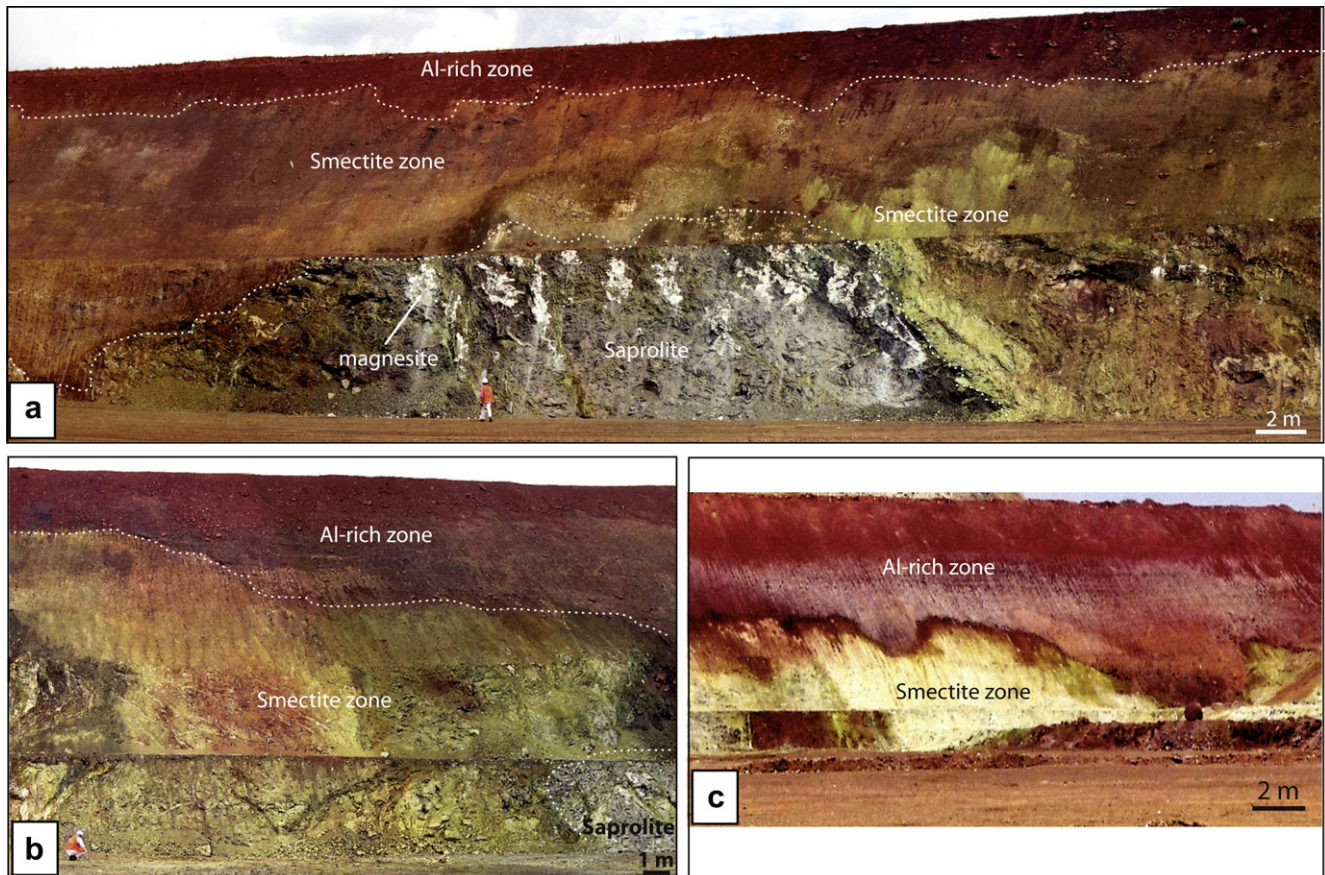 Al-rich zone
Smectite zone
Smectite zone
magnesite
Saprolite
a
2 m
Al-rich zone
Smectite zone
Saprolite
b
1 m
Al-rich zone
Smectite zone
c
2 m